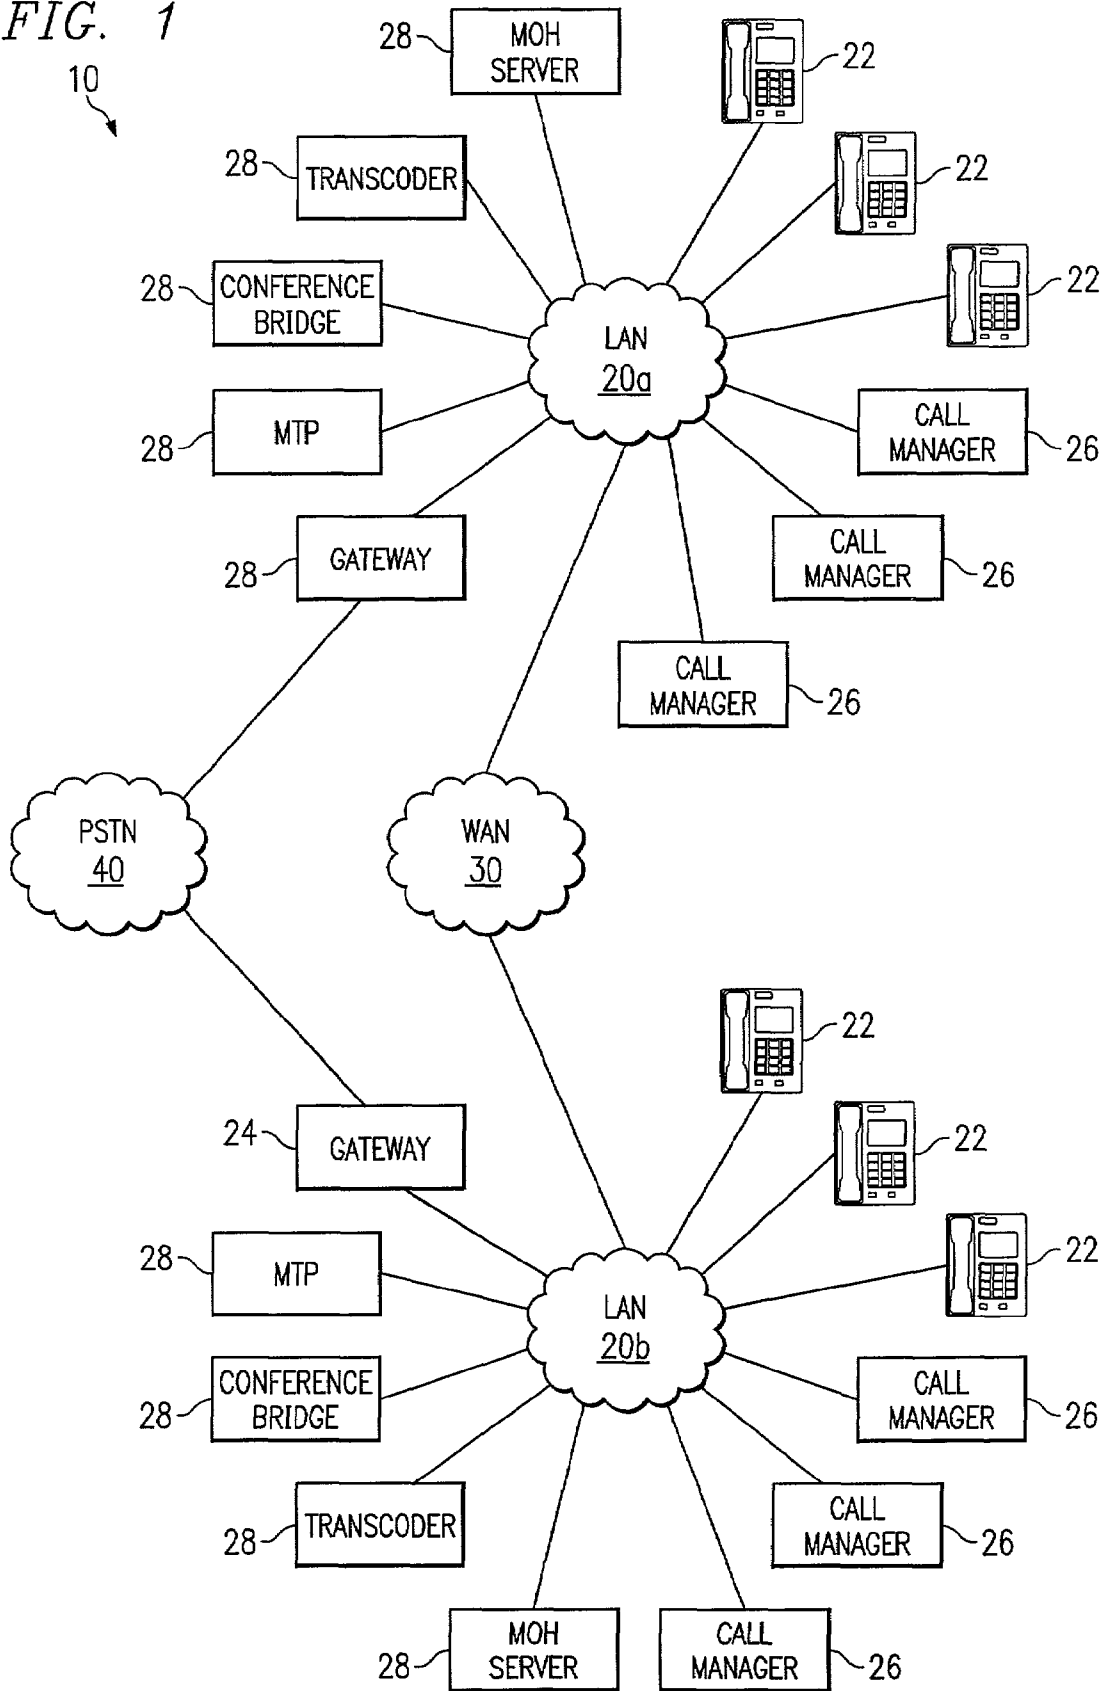 FIG. 1
10
28
MOH
SERVER
22
28
TRANSCODER
22
28
CONFERENCE
BRIDGE
22
LAN
20a
28
MTP
CALL
MANAGER
26
28
GATEWAY
CALL
MANAGER
26
CALL
MANAGER
26
PSTN
40
WAN
30
22
24
GATEWAY
22
28
MTP
22
LAN
20b
28
CONFERENCE
BRIDGE
CALL
MANAGER
26
28
TRANSCODER
CALL
MANAGER
26
28
MOH
SERVER
CALL
MANAGER
26